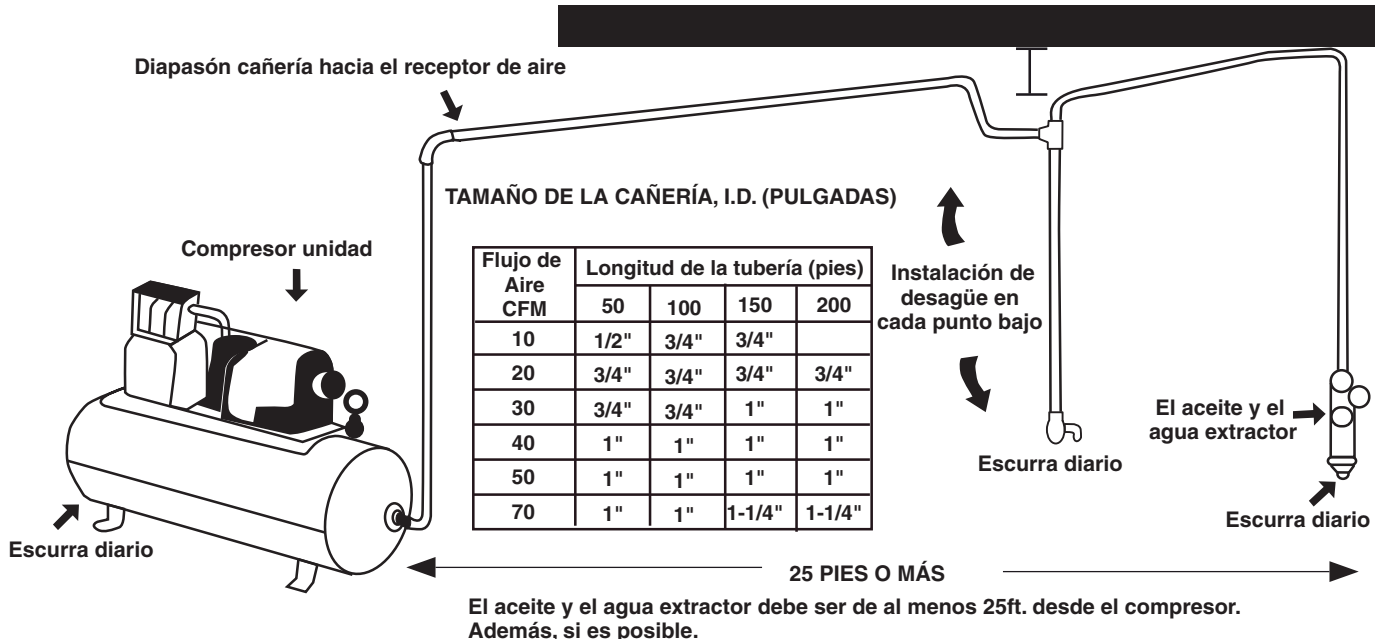 Diapasón cañería hacia el receptor de aire
TAMAÑO DE LA CAÑERÍA, I.D. (PULGADAS)
Compresor unidad
Flujo de
Aire
CFM
Longitud de la tubería (pies)
50 100 150 200
10 1/2" 3/4" 3/4"
20 3/4" 3/4" 3/4" 3/4"
30 3/4" 3/4" 1" 1"
40 1" 1" 1" 1"
50 1" 1" 1" 1"
70 1" 1" 1-1/4" 1-1/4"
Instalación de
desagüe en
cada punto bajo
El aceite y el
agua extractor
Escurra diario
Escurra diario
Escurra diario
25 PIES O MÁS
El aceite y el agua extractor debe ser de al menos 25ft. desde el compresor.
Además, si es posible.